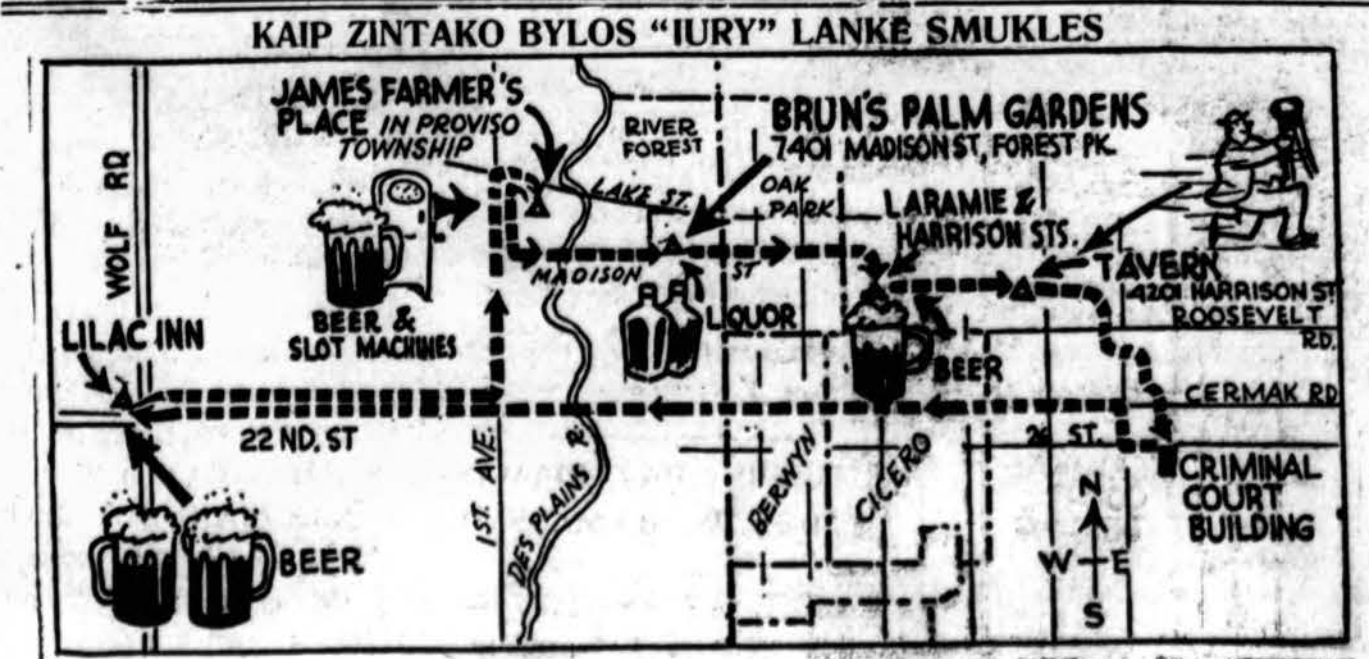 KAIP ZINTAKO BYLOS “IURY” LANKE SMUKLES
JAMES FARMER'S
PLACE IN PROVISO
TOWNSHIP
WOLF RD
RIVER
FOREST
BRUN'S PALM GARDENS
7401 MADISON ST, FOREST PK.
LAKE ST.
OAK
PARK
LARAMIE &
HARRISON STS.
MADISON ST
TAVERN
4201 HARRISON ST
ROOSEVELT
RD.
LIQUOR
BEER &
SLOT MACHINES
LILAC INN
BEER
CERMAK RD
22 ND. ST
1ST. AVE.
DES PLAINS R.
BERWYN
CICERO
26 ST.
CRIMINAL
COURT
BUILDING
BEER
N
W E
S